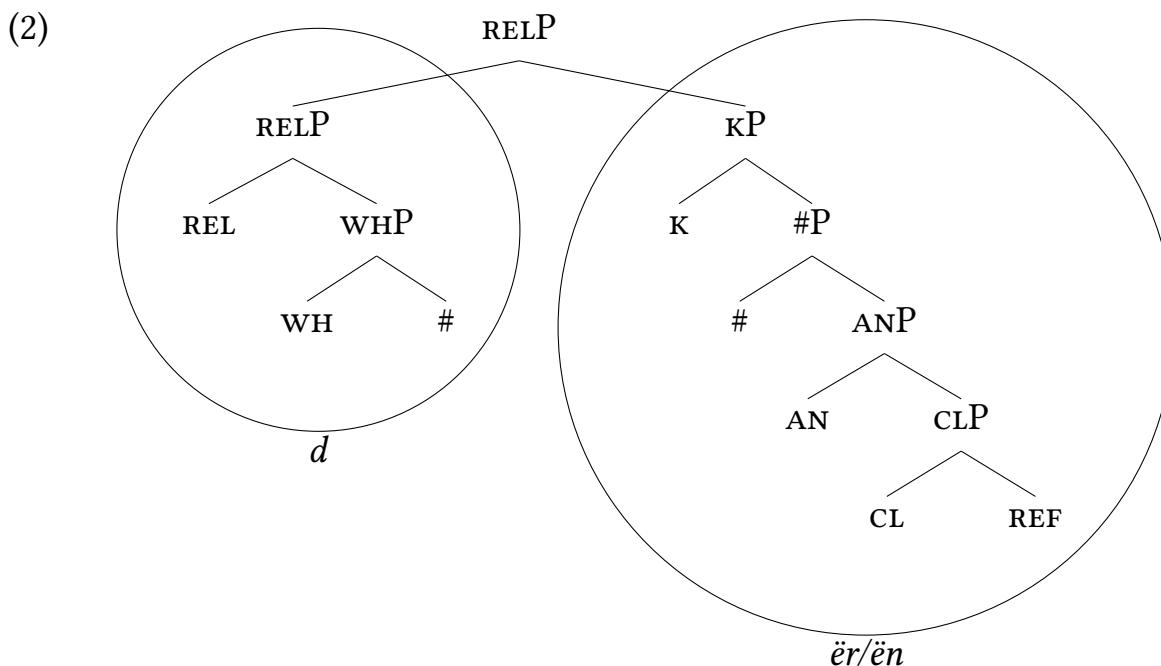 (2)
RELP
RELP KP
REL WHP K #P
WH # # ANP
AN CLP
d
CL REF
ër/ën